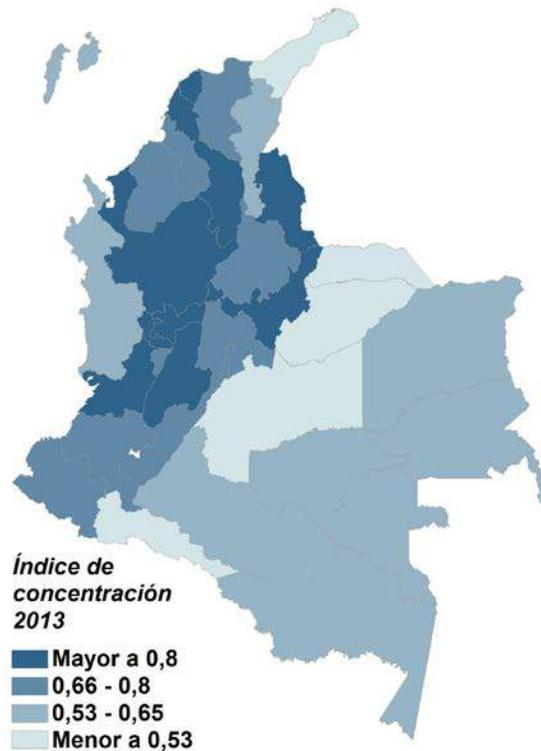 Índice de
concentración
2013
Mayor a 0,8
0,66 - 0,8
0,53 - 0,65
Menor a 0,53